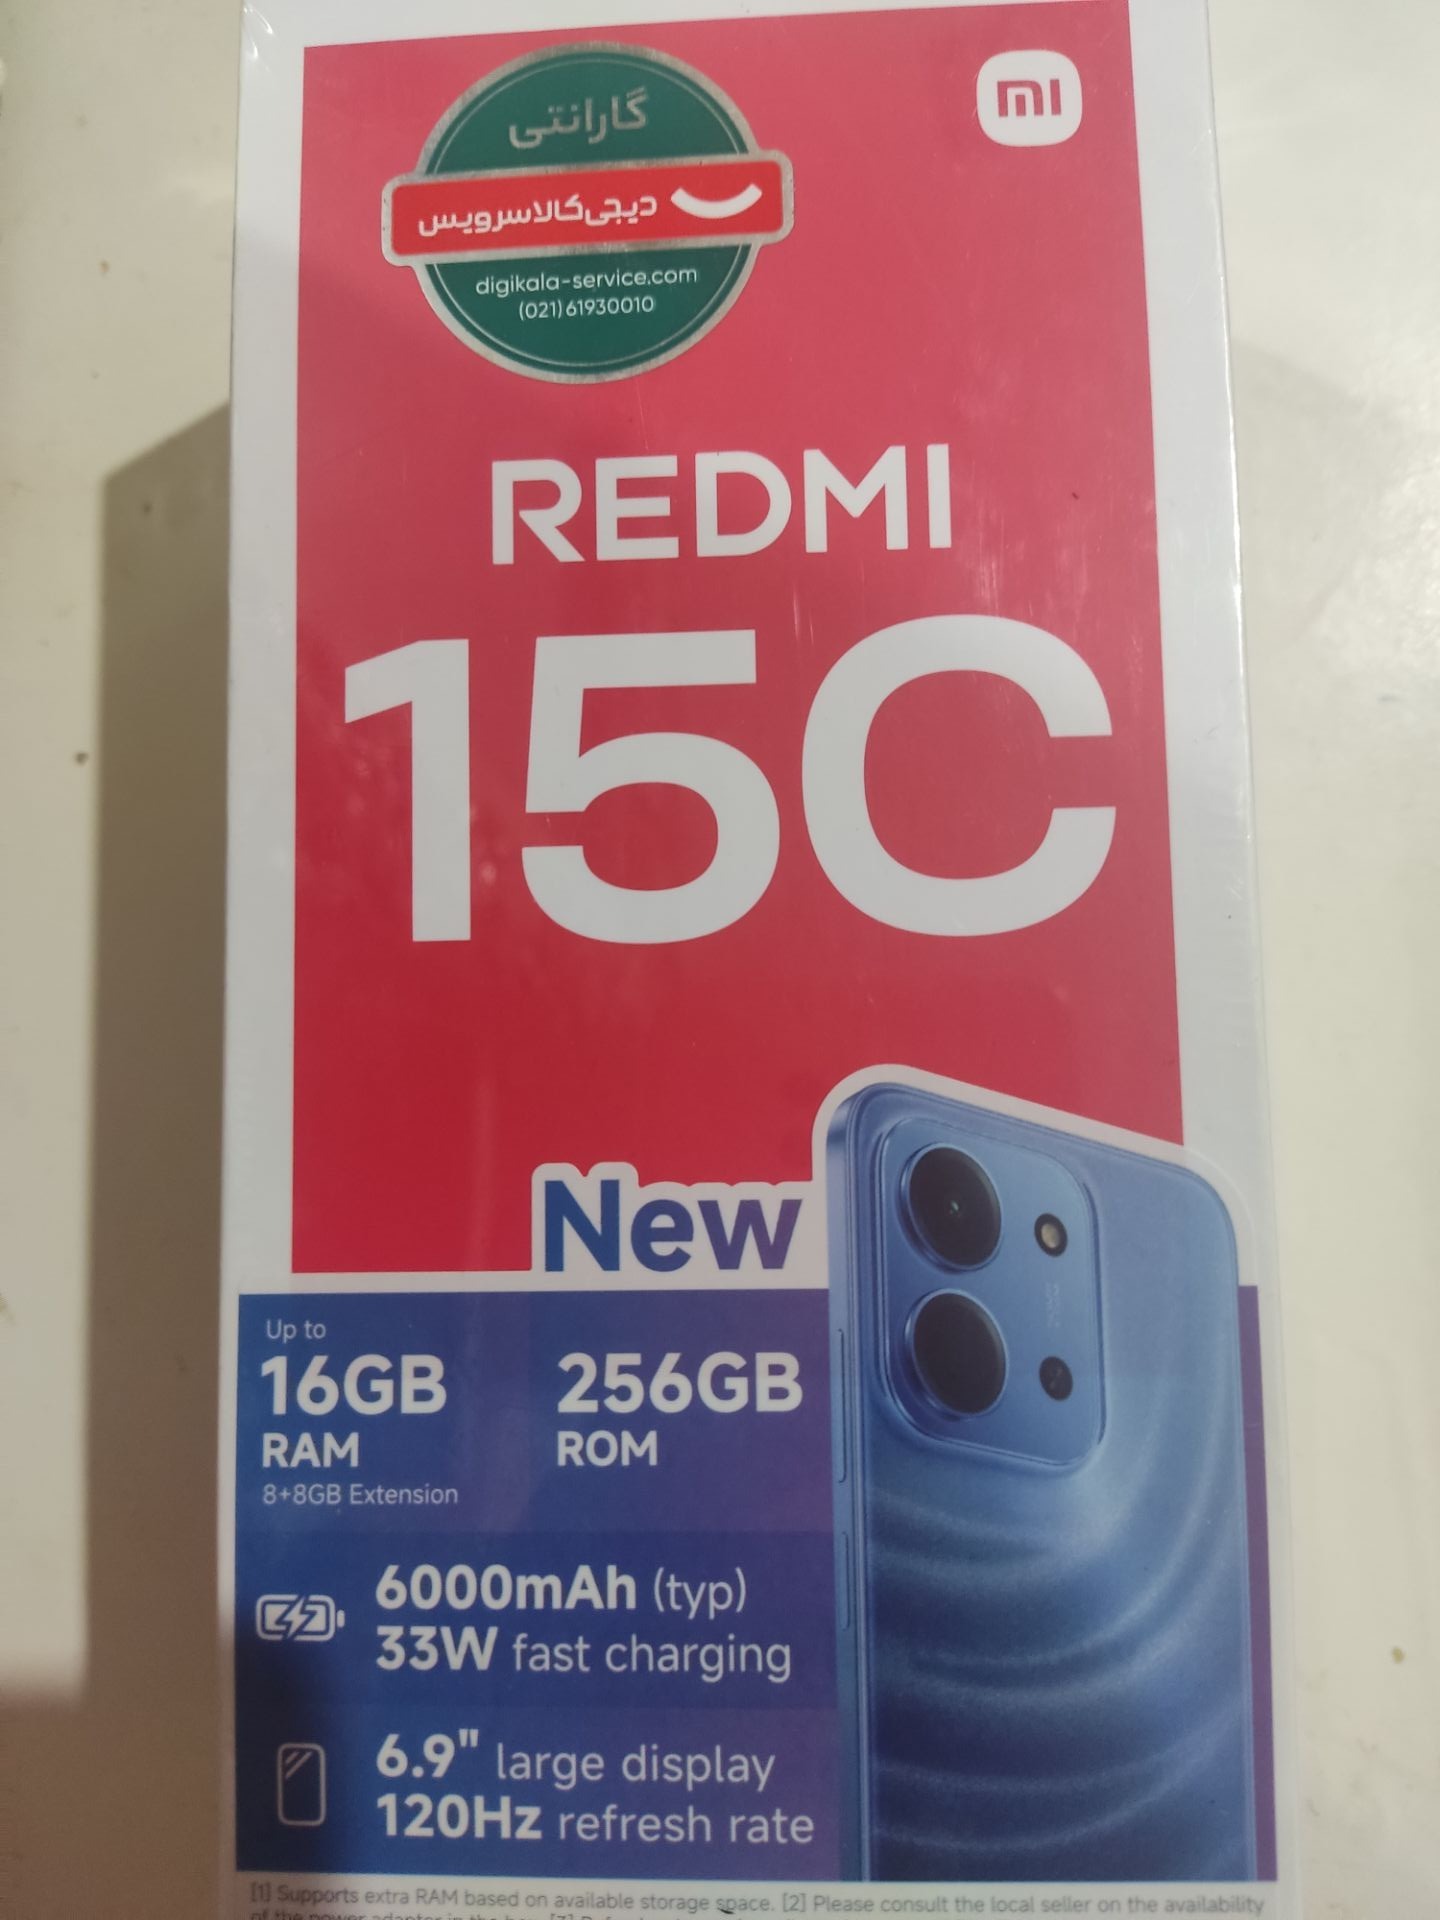 گارانتی
دیجی‌کالا سرویس
digikala-service.com
(021) 61930010
mi
REDMI
15C
New
Up to
16GB 256GB
RAM ROM
8+8GB Extension
6000mAh (typ)
33W fast charging
6.9" large display
120Hz refresh rate
[1] Supports extra RAM based on available storage space. [2] Please consult the local seller on the availability